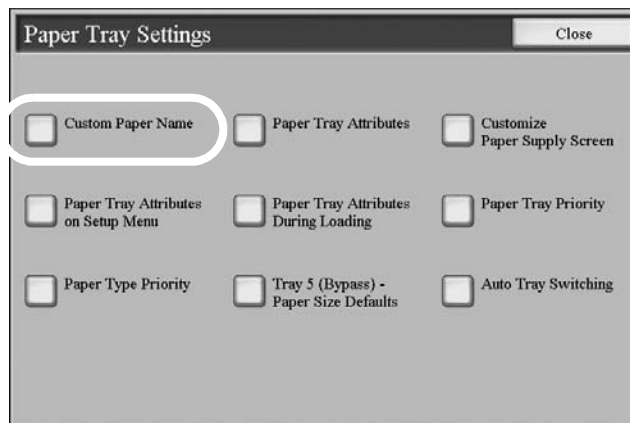 Paper Tray Settings
Close
Custom Paper Name
Paper Tray Attributes
Customize
Paper Supply Screen
Paper Tray Attributes
on Setup Menu
Paper Tray Attributes
During Loading
Paper Tray Priority
Paper Type Priority
Tray 5 (Bypass) -
Paper Size Defaults
Auto Tray Switching